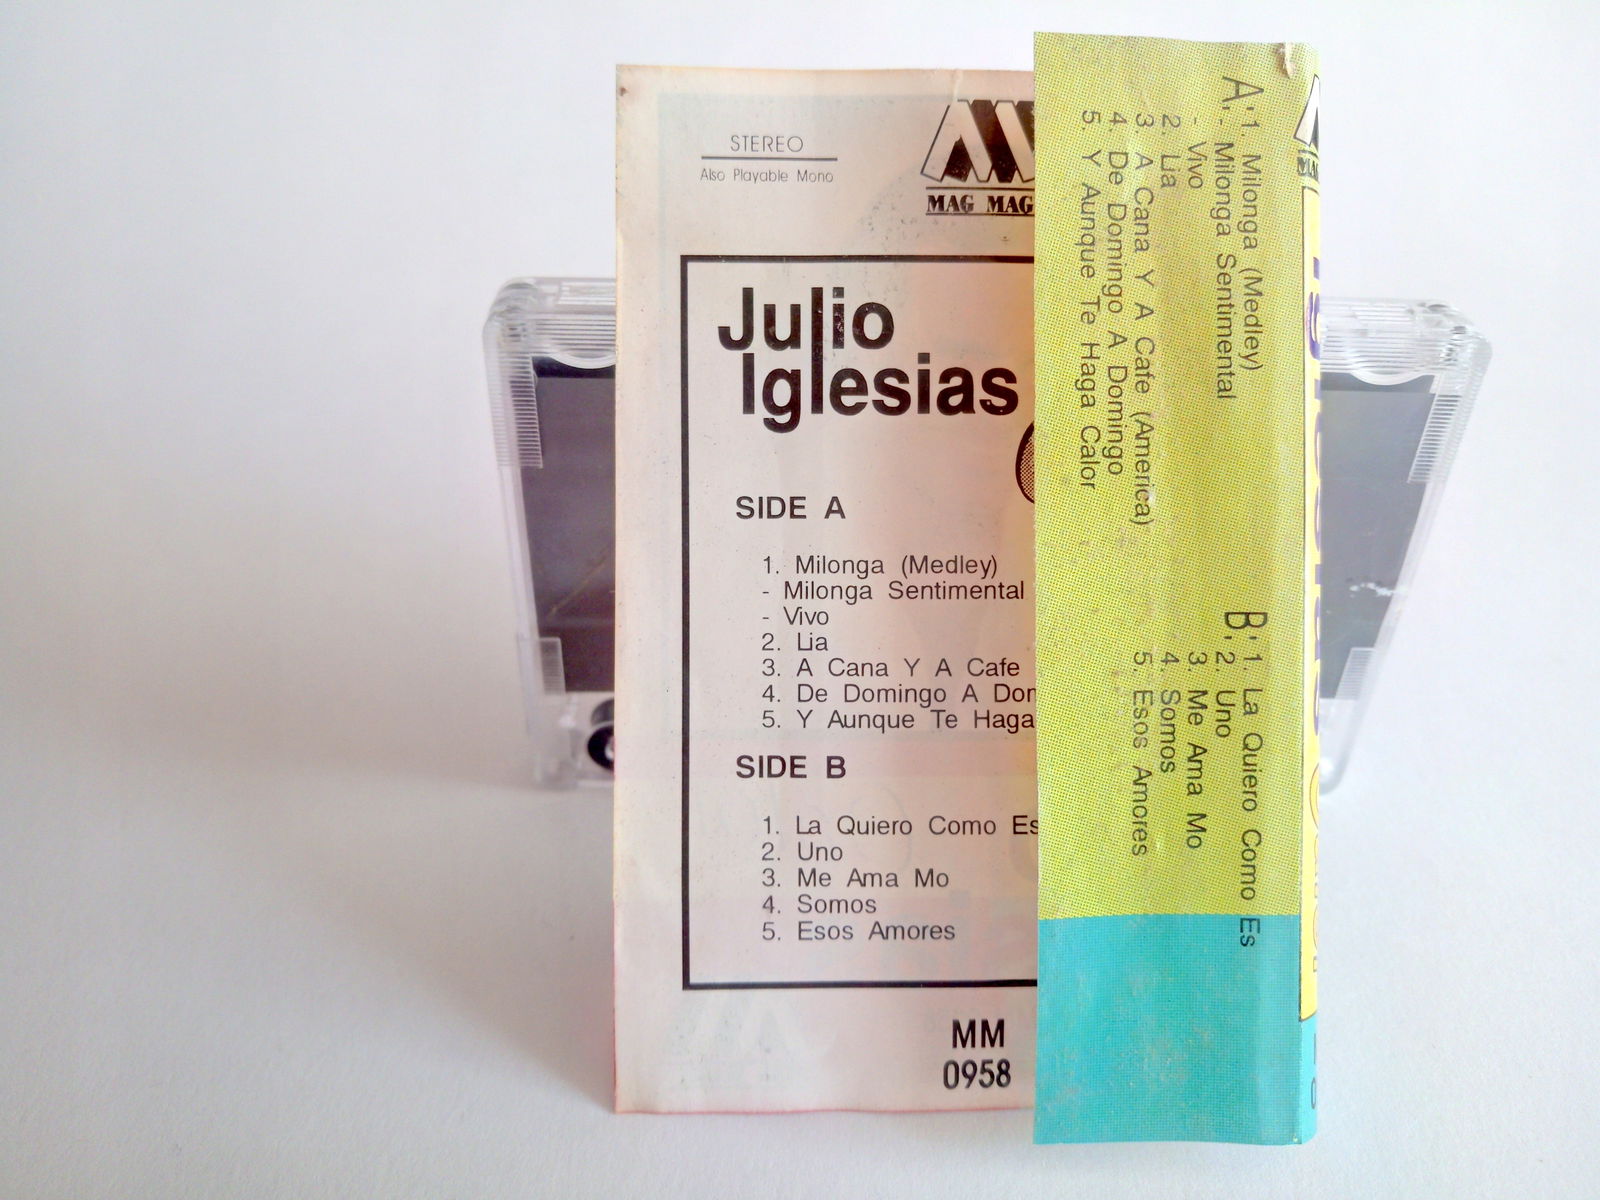 STEREO
Also Playable Mono
MAG MAG
Julio
Iglesias
SIDE A
1. Milonga (Medley)
- Milonga Sentimental
- Vivo
2. Lia
3. A Cana Y A Cafe
4. De Domingo A Dom
5. Y Aunque Te Haga
SIDE B
1. La Quiero Como Es
2. Uno
3. Me Ama Mo
4. Somos
5. Esos Amores
MM
0958
A: 1. Milonga (Medley)
- Milonga Sentimental
- Vivo
2. Lia
3. A Cana Y A Cafe (America)
4. De Domingo A Domingo
5. Y Aunque Te Haga Calor
B: 1. La Quiero Como Es
2. Uno
3. Me Ama Mo
4. Somos
5. Esos Amores